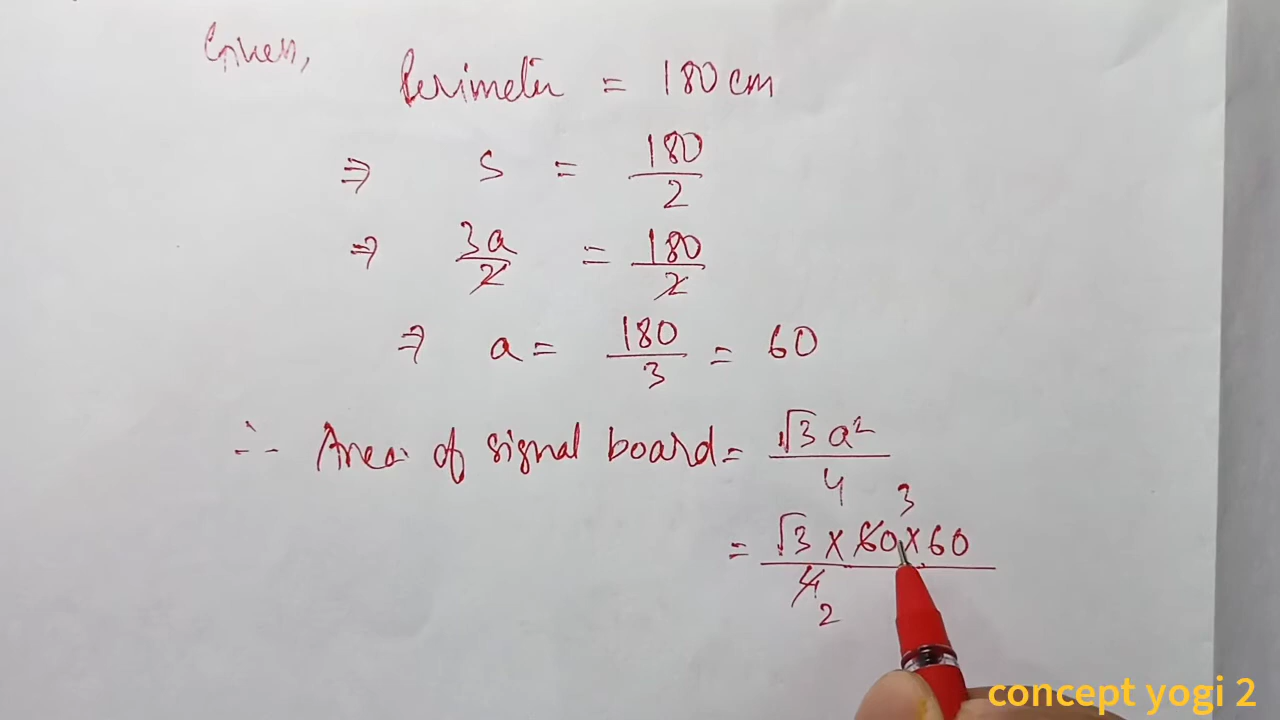 Given,
Perimeter = 180 cm
⇒ s = 180/2
⇒ 3a/2 = 180/2
⇒ a = 180/3 = 60
∴ Area of signal board = √3 a²/4
3
= √3 × 60 × 60/4
2
concept yogi 2